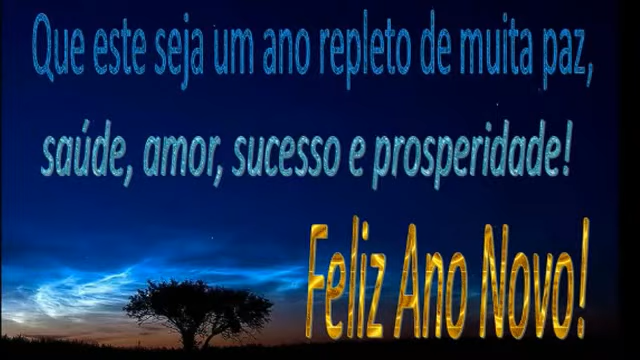 Que este seja um ano repleto de muita paz,
saúde, amor, sucesso e prosperidade!
Feliz Ano Novo!